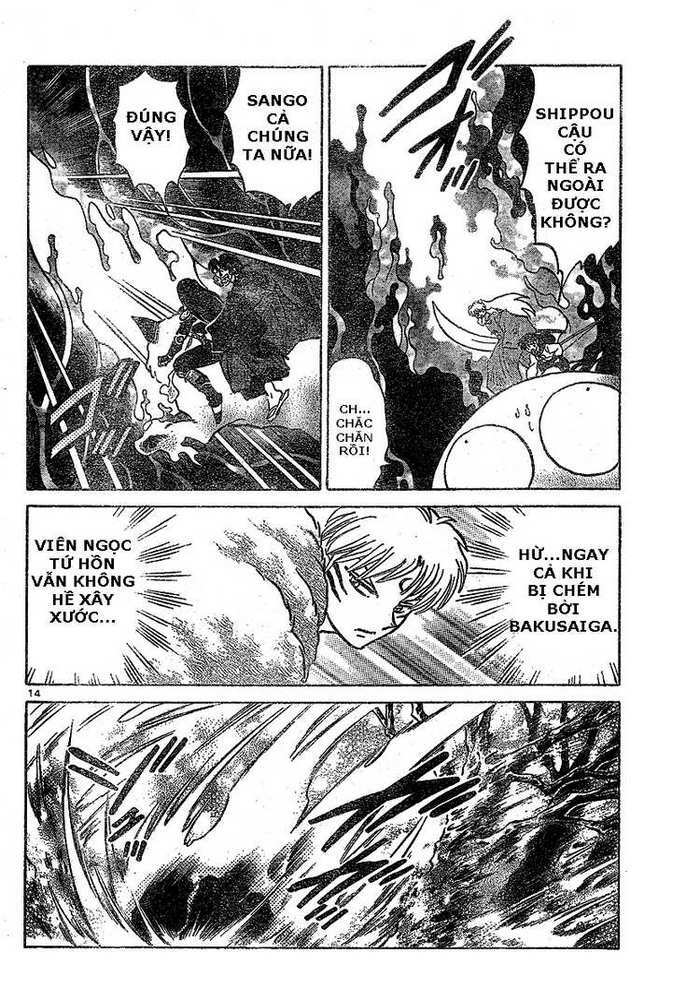 SHIPPOU
CẬU
CÓ
THỂ RA
NGOÀI
ĐƯỢC
KHÔNG?
CH...
CHẮC
CHẮN
RỒI!
SANGO
CẢ
CHÚNG
TA NỮA!
ĐÚNG
VẬY!
HỪ...NGAY
CẢ KHI
BỊ CHÉM
BỞI
BAKUSAIGA.
VIÊN NGỌC
TỨ HỒN
VẪN KHÔNG
HỀ XÂY
XƯỚC...
14